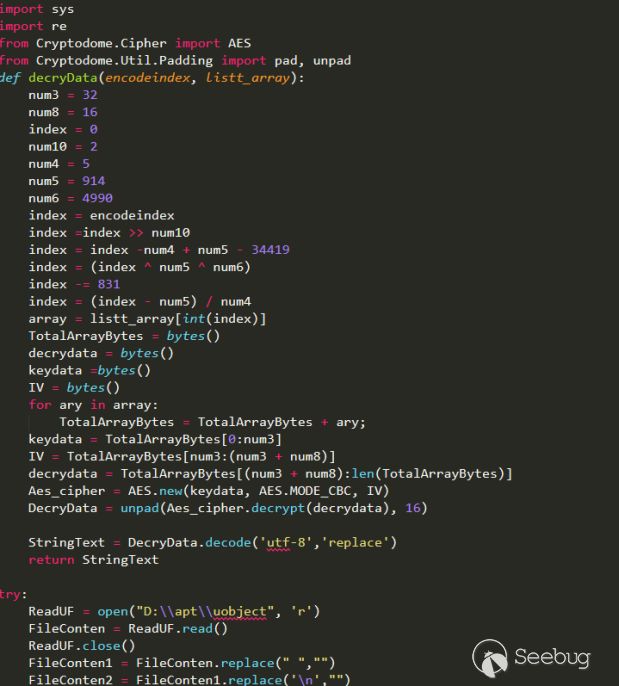 import sys
import re
from Cryptodome.Cipher import AES
from Cryptodome.Util.Padding import pad, unpad
def decryData(encodeindex, listt_array):
    num3 = 32
    num8 = 16
    index = 0
    num10 = 2
    num4 = 5
    num5 = 914
    num6 = 4990
    index = encodeindex
    index =index >> num10
    index = index -num4 + num5 - 34419
    index = (index ^ num5 ^ num6)
    index -= 831
    index = (index - num5) / num4
    array = listt_array[int(index)]
    TotalArrayBytes = bytes()
    decrydata = bytes()
    keydata =bytes()
    IV = bytes()
    for ary in array:
        TotalArrayBytes = TotalArrayBytes + ary;
    keydata = TotalArrayBytes[0:num3]
    IV = TotalArrayBytes[num3:(num3 + num8)]
    decrydata = TotalArrayBytes[(num3 + num8):len(TotalArrayBytes)]
    Aes_cipher = AES.new(keydata, AES.MODE_CBC, IV)
    DecryData = unpad(Aes_cipher.decrypt(decrydata), 16)

    StringText = DecryData.decode('utf-8','replace')
    return StringText

try:
    ReadUF = open("D:\\apt\\uobject", 'r')
    FileConten = ReadUF.read()
    ReadUF.close()
    FileConten1 = FileConten.replace(" ","")
    FileConten2 = FileConten1.replace('\n',"")
Seebug